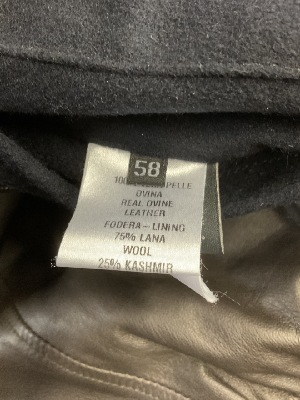 58
100%
PELLE
OVINA
REAL OVINE
LEATHER
FODERA - LINING
75% LANA
WOOL
25% KASHMIR